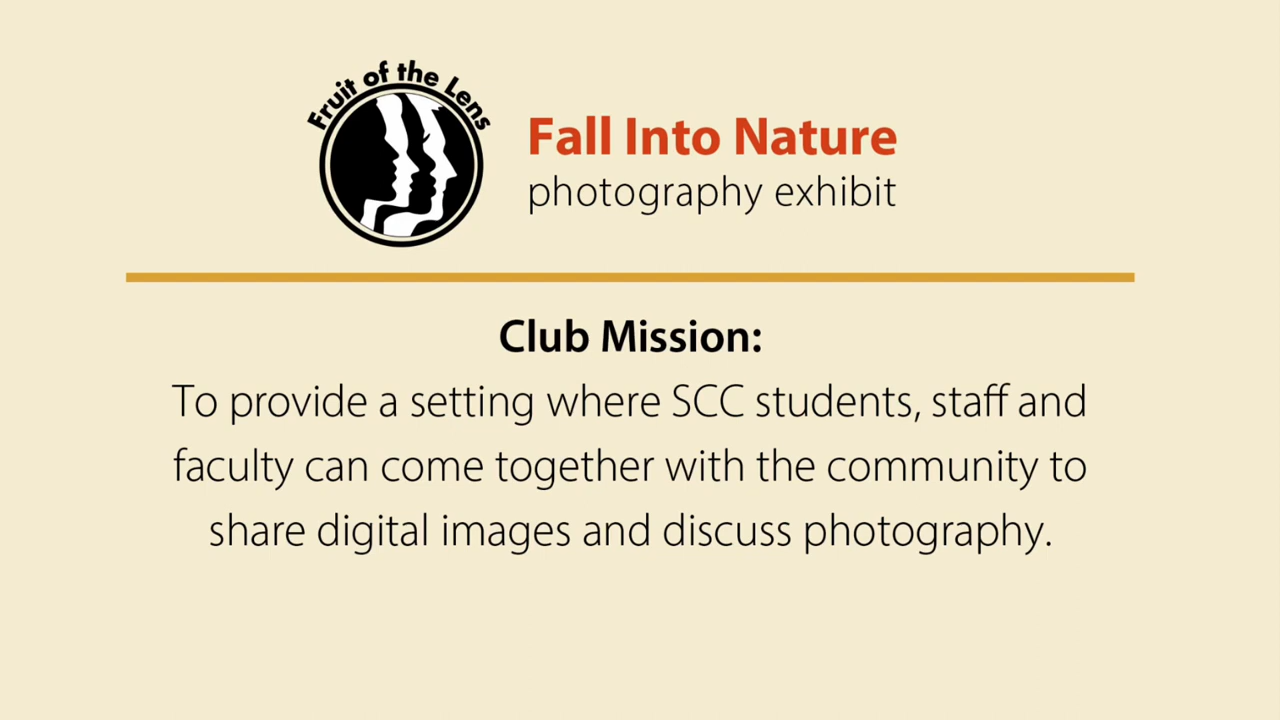 Fruit of the Lens
Fall Into Nature
photography exhibit
Club Mission:
To provide a setting where SCC students, staff and
faculty can come together with the community to
share digital images and discuss photography.